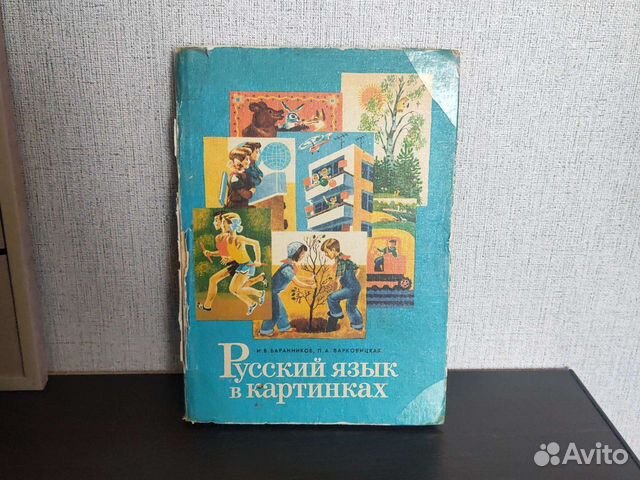 И. В. БАРАННИКОВ, Л. А. ВАРКОВИЦКАЯ
Русский язык
в картинках
Avito